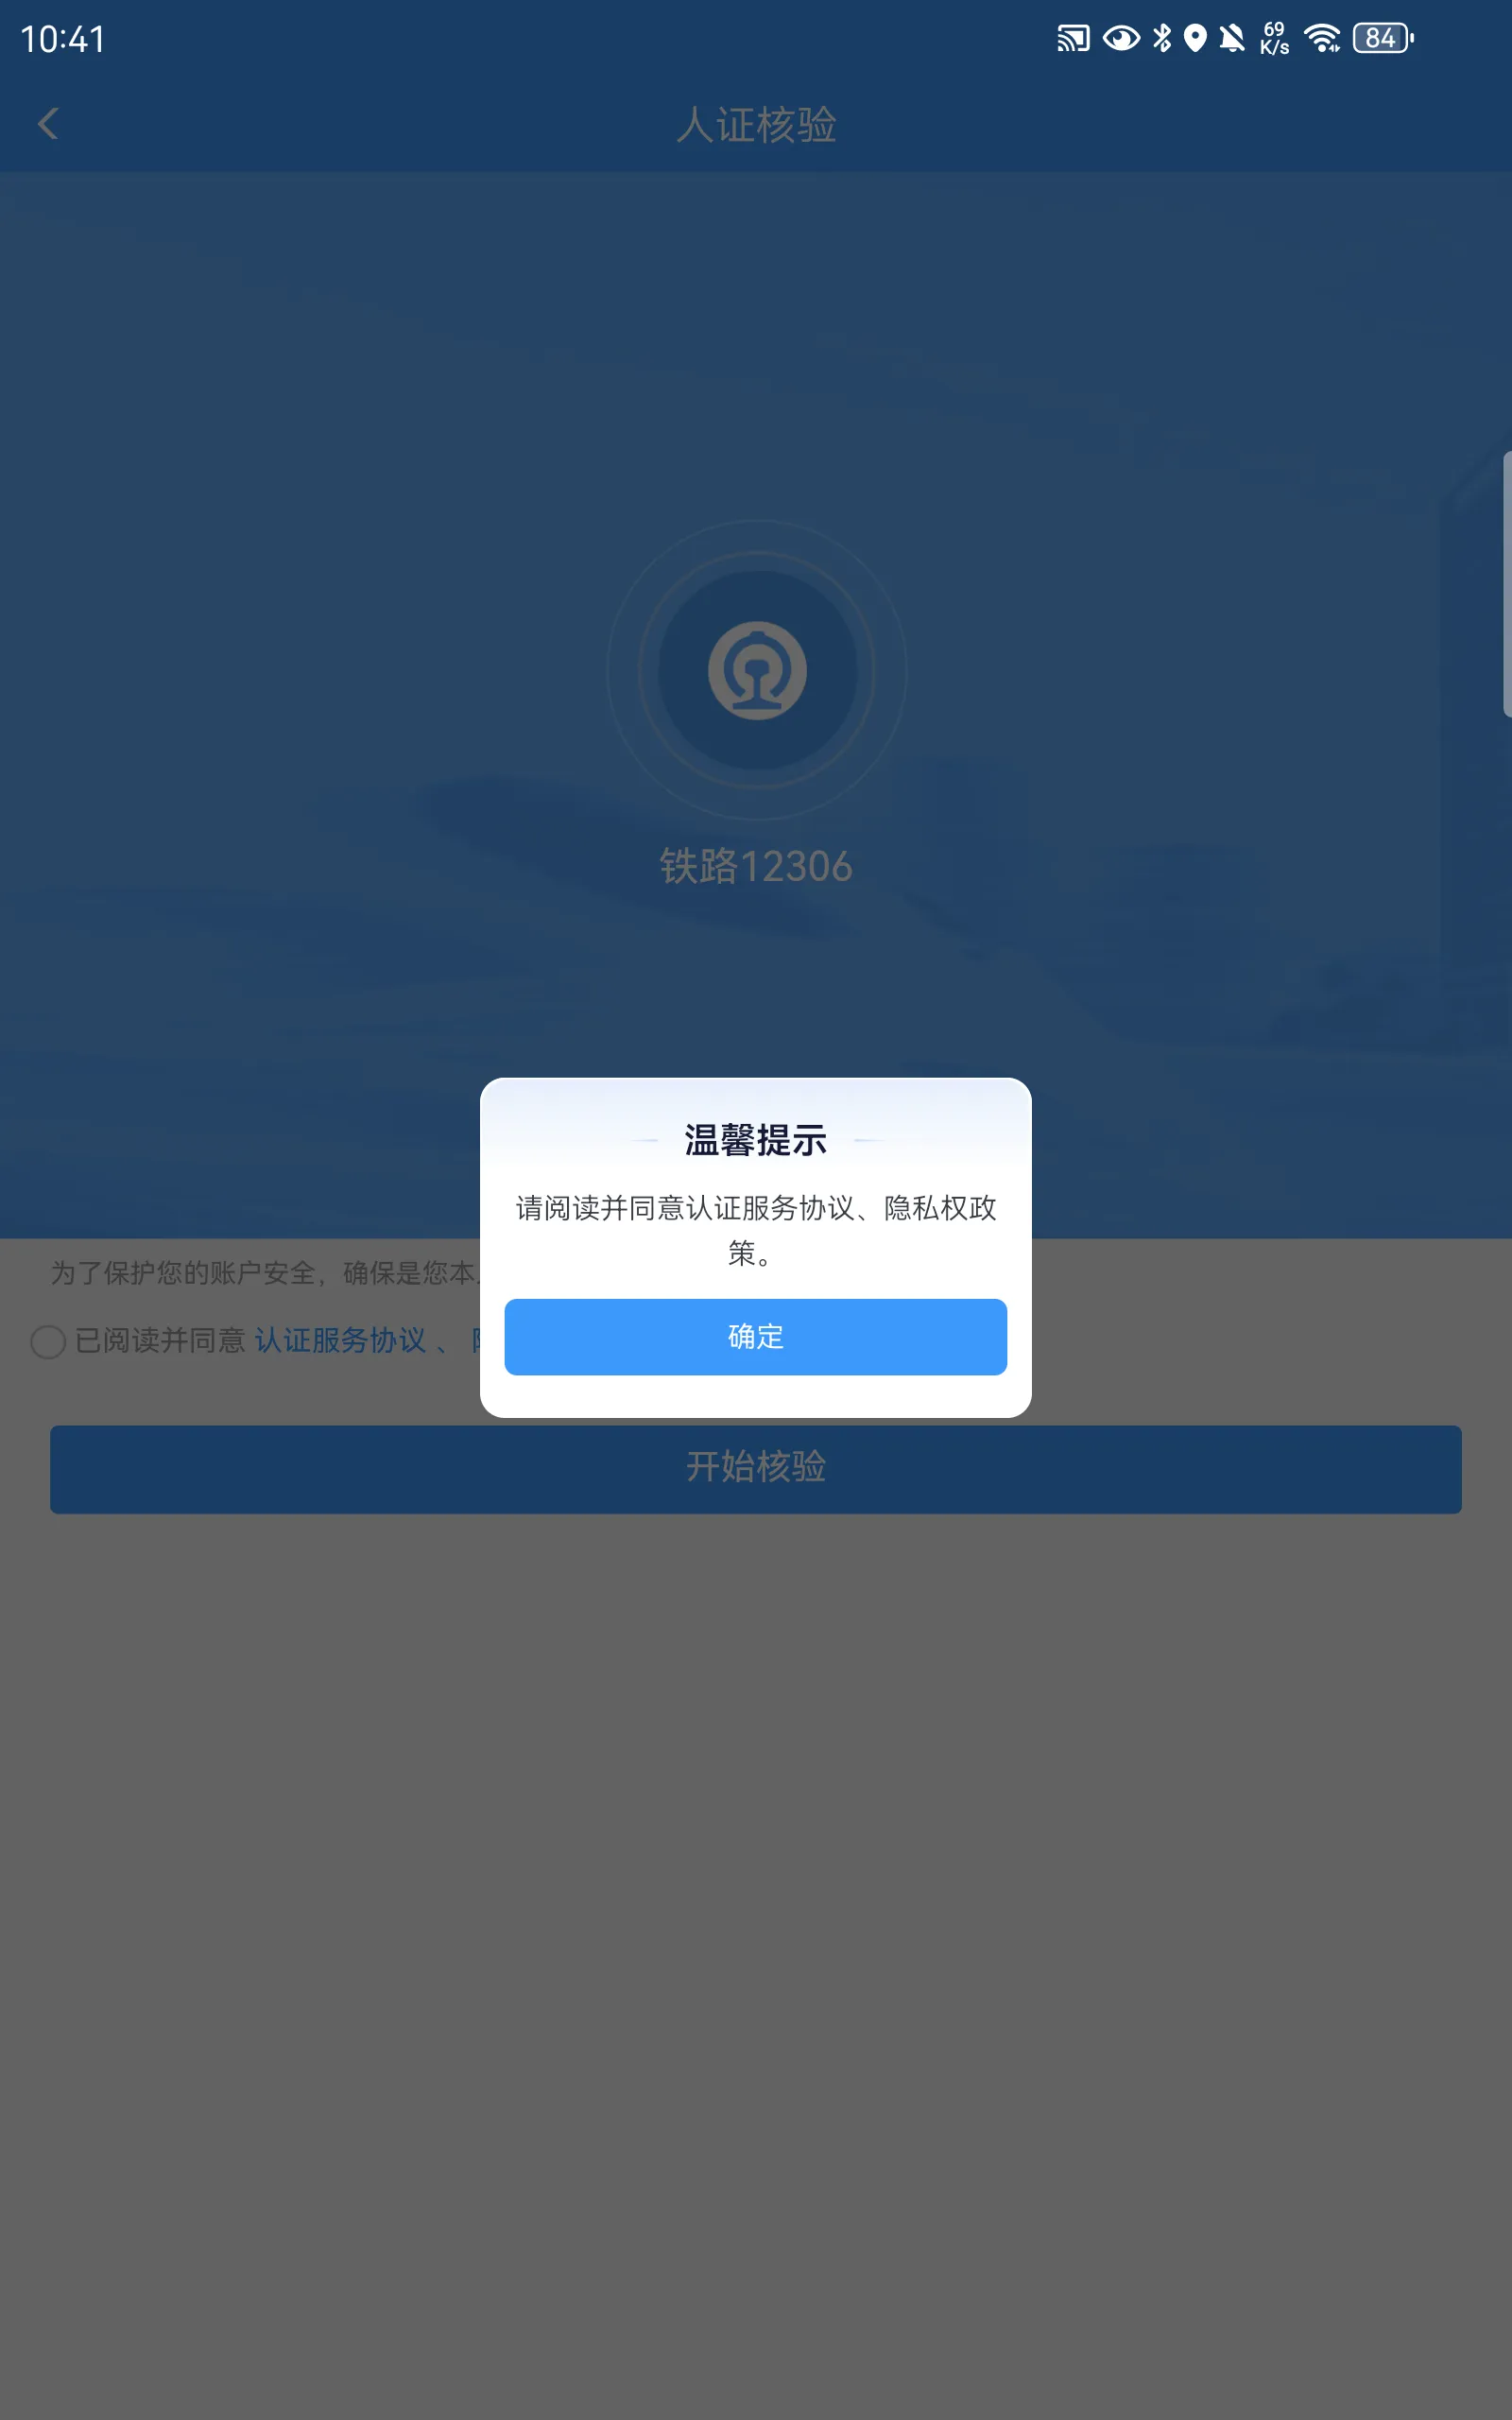 10:41
69
K/s
84
人证核验
铁路12306
温馨提示
请阅读并同意认证服务协议、隐私权政
策。
为了保护您的账户安全，确保是您本
已阅读并同意 认证服务协议 、
确定
开始核验